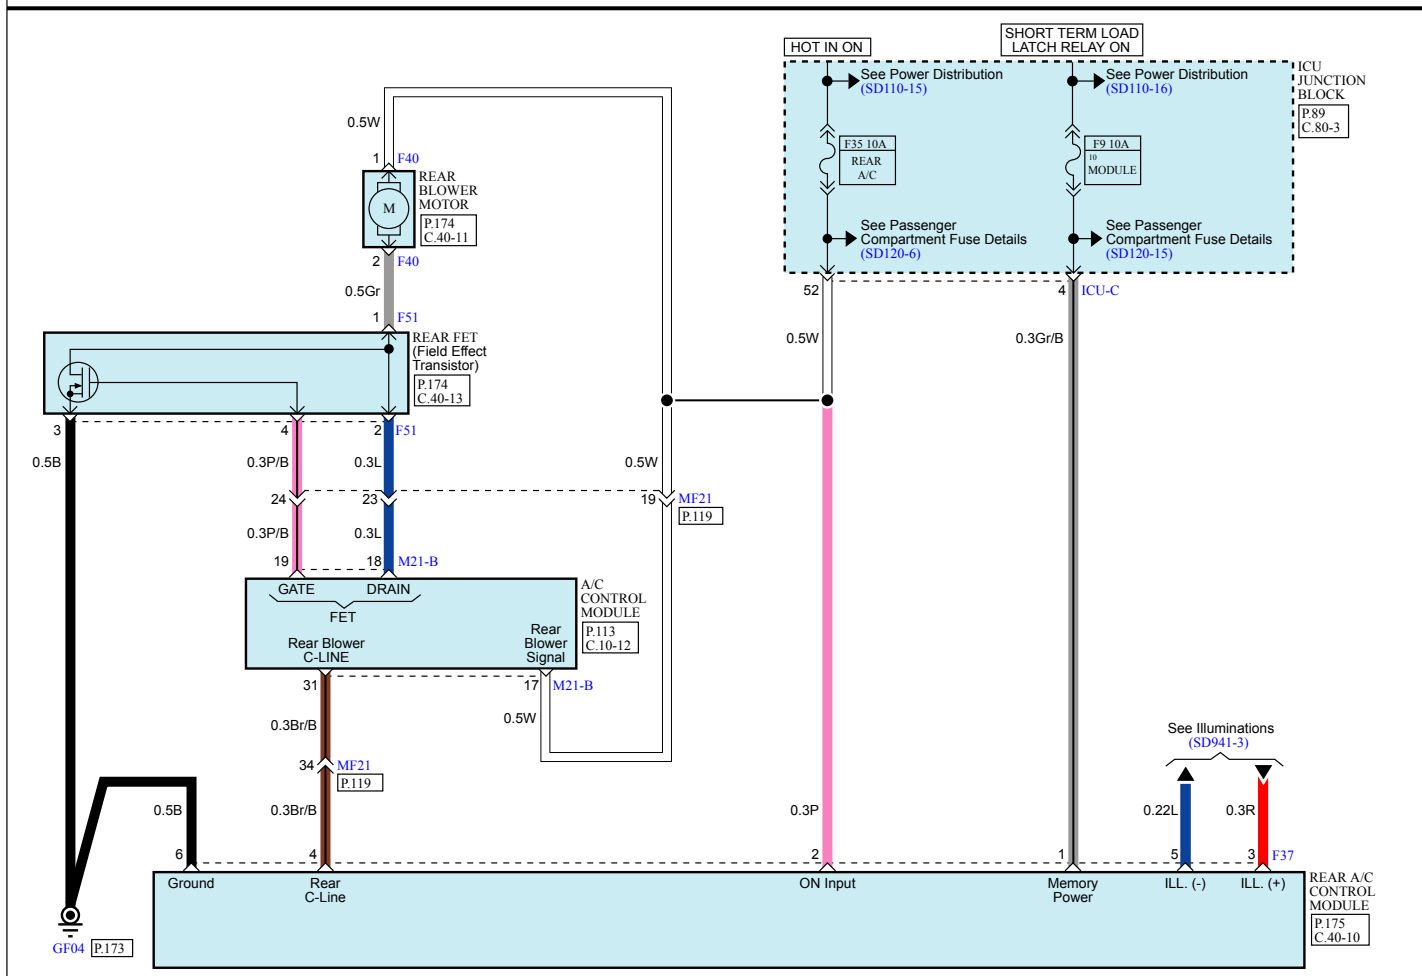 HOT IN ON
SHORT TERM LOAD
LATCH RELAY ON
ICU
JUNCTION
BLOCK
P.89
C.80-3
See Power Distribution
(SD110-15)
See Power Distribution
(SD110-16)
F35 10A
REAR
A/C
F9 10A
10
MODULE
See Passenger
Compartment Fuse Details
(SD120-6)
See Passenger
Compartment Fuse Details
(SD120-15)
52
4
ICU-C
0.5W
0.3Gr/B
0.5W
1
F40
REAR
BLOWER
MOTOR
P.174
C.40-11
M
2
F40
0.5Gr
1
F51
REAR FET
(Field Effect
Transistor)
P.174
C.40-13
3
4
2
F51
0.5B
0.3P/B
0.3L
0.5W
24
23
19
MF21
P.119
0.3P/B
0.3L
19
18
M21-B
GATE
DRAIN
FET
A/C
CONTROL
MODULE
P.113
C.10-12
Rear Blower
C-LINE
Rear
Blower
Signal
31
17
M21-B
0.3Br/B
0.5W
34
MF21
P.119
See Illuminations
(SD941-3)
0.5B
0.3Br/B
0.3P
0.22L
0.3R
6
4
2
1
5
3
F37
Ground
Rear
C-Line
ON Input
Memory
Power
ILL. (-)
ILL. (+)
REAR A/C
CONTROL
MODULE
P.175
C.40-10
GF04
P.173